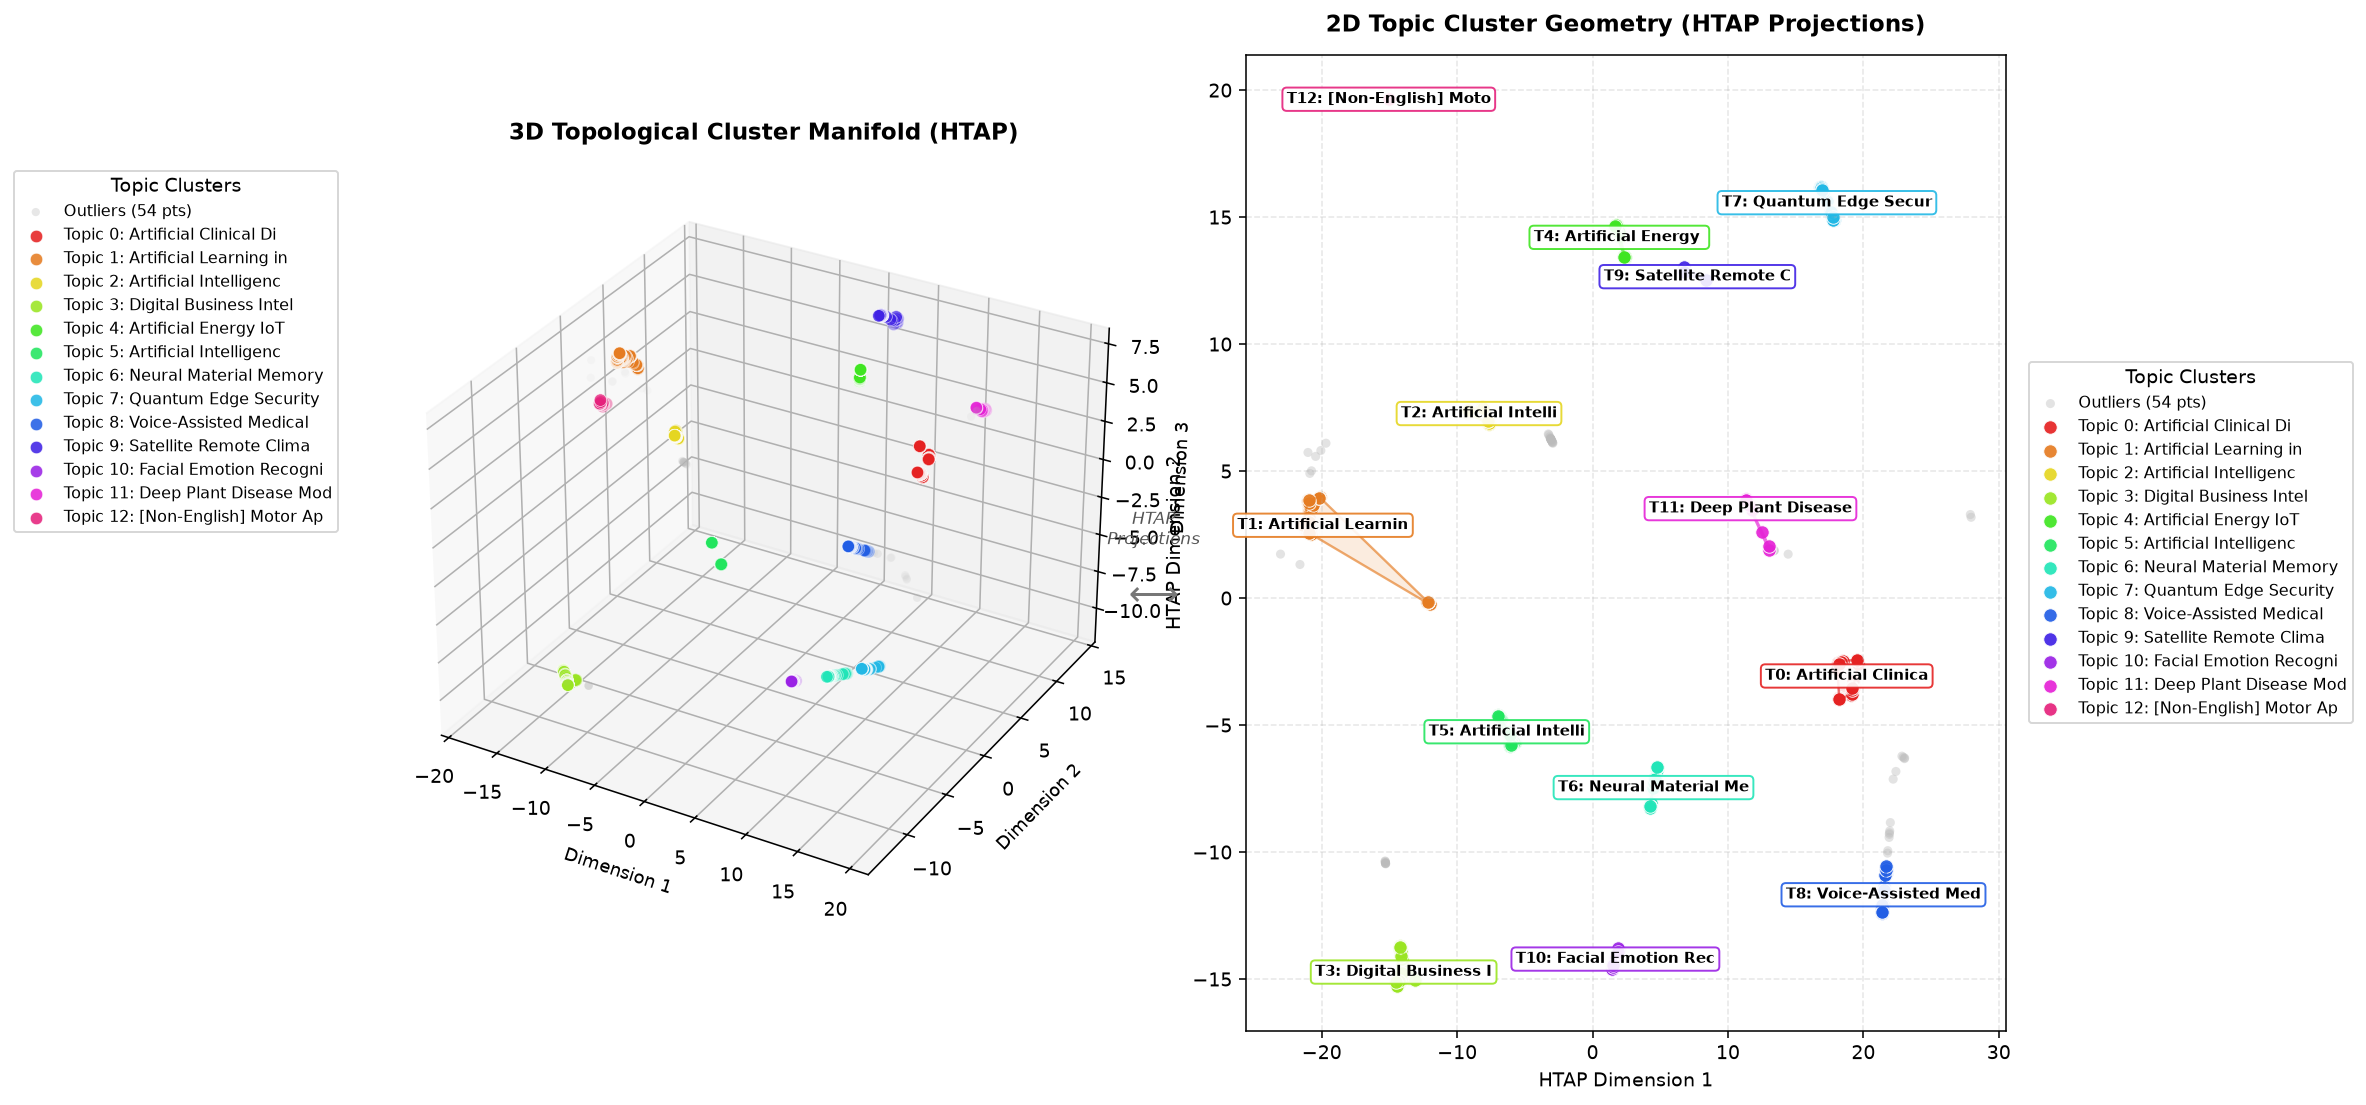 3D Topological Cluster Manifold (HTAP)
Topic Clusters
Outliers (54 pts)
Topic 0: Artificial Clinical Di
Topic 1: Artificial Learning in
Topic 2: Artificial Intelligenc
Topic 3: Digital Business Intel
Topic 4: Artificial Energy IoT
Topic 5: Artificial Intelligenc
Topic 6: Neural Material Memory
Topic 7: Quantum Edge Security
Topic 8: Voice-Assisted Medical
Topic 9: Satellite Remote Clima
Topic 10: Facial Emotion Recogni
Topic 11: Deep Plant Disease Mod
Topic 12: [Non-English] Motor Ap
7.5
5.0
2.5
0.0
−2.5
−5.0
−7.5
−10.0
Dimension 3
15
10
5
0
−5
−10
Dimension 2
−20
−15
−10
−5
0
5
10
15
20
Dimension 1
HTAP
Projections
2D Topic Cluster Geometry (HTAP Projections)
HTAP Dimension 2
20
15
10
5
0
−5
−10
−15
T12: [Non-English] Moto
T7: Quantum Edge Secur
T4: Artificial Energy
T9: Satellite Remote C
T2: Artificial Intelli
T11: Deep Plant Disease
T1: Artificial Learnin
T0: Artificial Clinica
T5: Artificial Intelli
T6: Neural Material Me
T8: Voice-Assisted Med
T10: Facial Emotion Rec
T3: Digital Business I
−20
−10
0
10
20
30
HTAP Dimension 1
Topic Clusters
Outliers (54 pts)
Topic 0: Artificial Clinical Di
Topic 1: Artificial Learning in
Topic 2: Artificial Intelligenc
Topic 3: Digital Business Intel
Topic 4: Artificial Energy IoT
Topic 5: Artificial Intelligenc
Topic 6: Neural Material Memory
Topic 7: Quantum Edge Security
Topic 8: Voice-Assisted Medical
Topic 9: Satellite Remote Clima
Topic 10: Facial Emotion Recogni
Topic 11: Deep Plant Disease Mod
Topic 12: [Non-English] Motor Ap